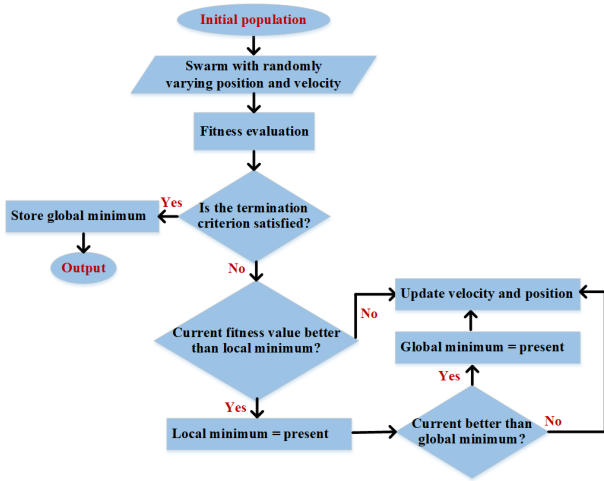 Initial population
Swarm with randomly
varying position and velocity
Fitness evaluation
Is the termination
criterion satisfied?
Yes
Store global minimum
Output
No
Current fitness value better
than local minimum?
No
Update velocity and position
Global minimum = present
Yes
Yes
Local minimum = present
Current better than
global minimum?
No